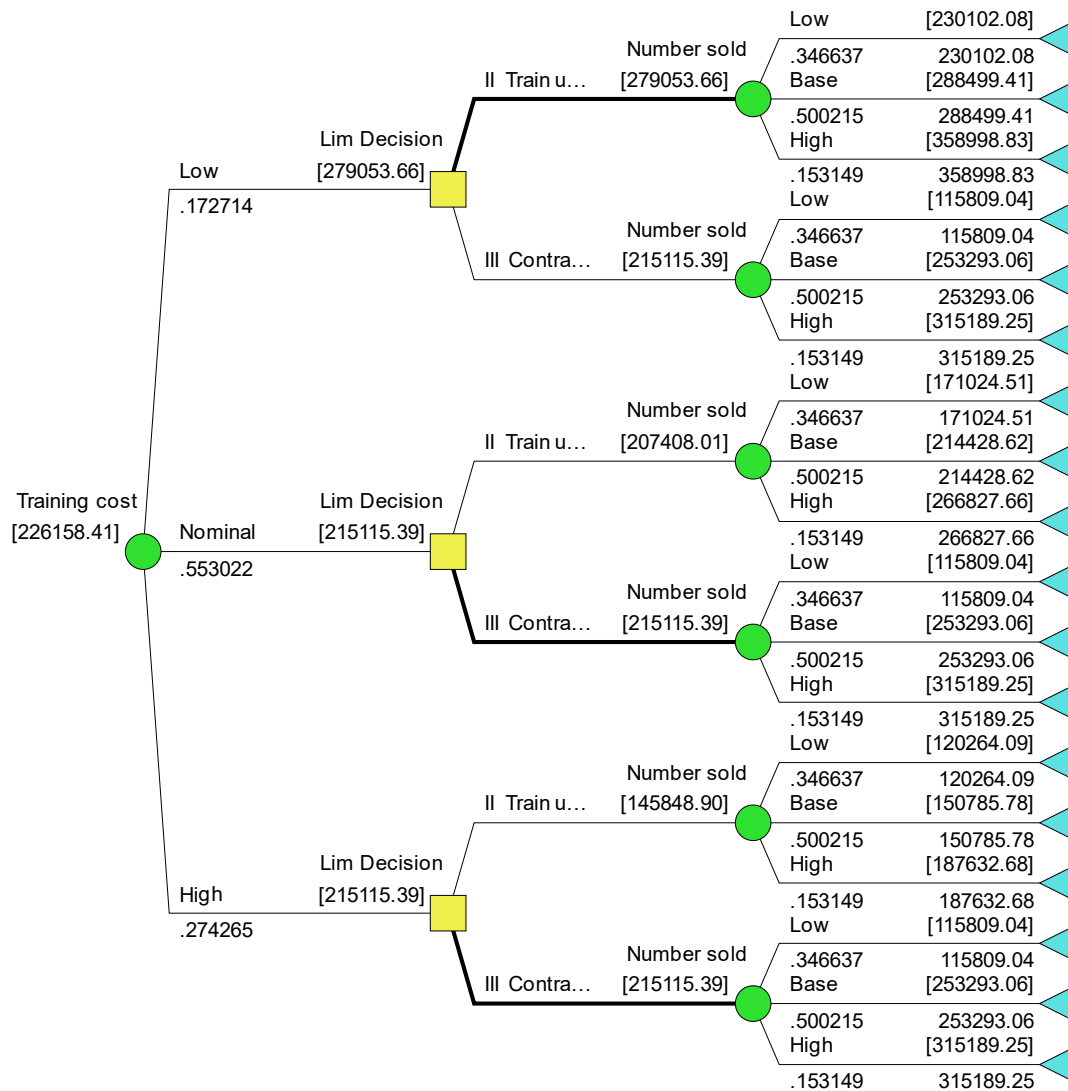 Low [230102.08]
Number sold
.346637 230102.08
II Train u... [279053.66] Base [288499.41]
.500215 288499.41
Lim Decision High [358998.83]
Low [279053.66]
.153149 358998.83
.172714 Low [115809.04]
Number sold
.346637 115809.04
III Contra... [215115.39] Base [253293.06]
.500215 253293.06
High [315189.25]
.153149 315189.25
Low [171024.51]
Number sold
.346637 171024.51
II Train u... [207408.01] Base [214428.62]
.500215 214428.62
Training cost Lim Decision High [266827.66]
[226158.41] Nominal [215115.39]
.153149 266827.66
.553022 Low [115809.04]
Number sold
.346637 115809.04
III Contra... [215115.39] Base [253293.06]
.500215 253293.06
High [315189.25]
.153149 315189.25
Low [120264.09]
Number sold
.346637 120264.09
II Train u... [145848.90] Base [150785.78]
.500215 150785.78
Lim Decision High [187632.68]
High [215115.39]
.153149 187632.68
.274265 Low [115809.04]
Number sold
.346637 115809.04
III Contra... [215115.39] Base [253293.06]
.500215 253293.06
High [315189.25]
.153149 315189.25